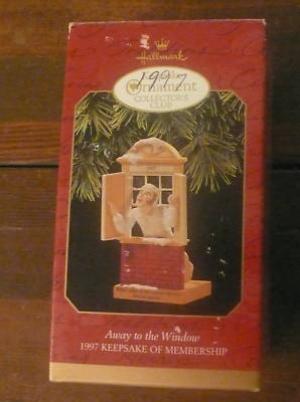 Hallmark
1997
Ornament
COLLECTOR'S
CLUB
Away to the Window
1997 KEEPSAKE OF MEMBERSHIP